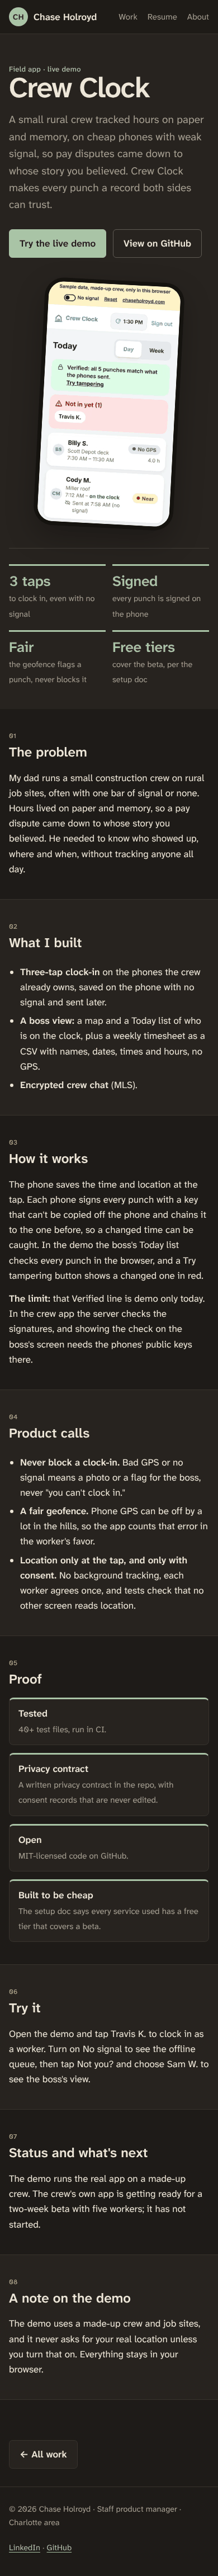 CH Chase Holroyd Work Resume About
Field app · live demo
Crew Clock
A small rural crew tracked hours on paper
and memory, on cheap phones with weak
signal, so pay disputes came down to
whose story you believed. Crew Clock
makes every punch a record both sides
can trust.
Try the live demo View on GitHub
Sample data, made-up crew, only in this browser
No signal Reset chaseholroyd.com
Crew Clock 1:30 PM Sign out
Today Day Week
Verified: all 5 punches match what
the phones sent.
Try tampering
Not in yet (1)
Travis K.
BS Billy S. No GPS
Scott Depot deck
7:30 AM – 11:30 AM 4.0 h
CM Cody M. Near
Miller roof
7:12 AM – on the clock
Sent at 7:56 AM (no
signal)
3 taps
to clock in, even with no
signal
Signed
every punch is signed on
the phone
Fair
the geofence flags a
punch, never blocks it
Free tiers
cover the beta, per the
setup doc
01
The problem
My dad runs a small construction crew on rural
job sites, often with one bar of signal or none.
Hours lived on paper and memory, so a pay
dispute came down to whose story you
believed. He needed to know who showed up,
where and when, without tracking anyone all
day.
02
What I built
• Three-tap clock-in on the phones the crew
already owns, saved on the phone with no
signal and sent later.
• A boss view: a map and a Today list of who
is on the clock, plus a weekly timesheet as a
CSV with names, dates, times and hours, no
GPS.
• Encrypted crew chat (MLS).
03
How it works
The phone saves the time and location at the
tap. Each phone signs every punch with a key
that can't be copied off the phone and chains it
to the one before, so a changed time can be
caught. In the demo the boss's Today list
checks every punch in the browser, and a Try
tampering button shows a changed one in red.
The limit: that Verified line is demo only today.
In the crew app the server checks the
signatures, and showing the check on the
boss's screen needs the phones' public keys
there.
04
Product calls
• Never block a clock-in. Bad GPS or no
signal means a photo or a flag for the boss,
never "you can't clock in."
• A fair geofence. Phone GPS can be off by a
lot in the hills, so the app counts that error in
the worker's favor.
• Location only at the tap, and only with
consent. No background tracking, each
worker agrees once, and tests check that no
other screen reads location.
05
Proof
Tested
40+ test files, run in CI.
Privacy contract
A written privacy contract in the repo, with
consent records that are never edited.
Open
MIT-licensed code on GitHub.
Built to be cheap
The setup doc says every service used has a free
tier that covers a beta.
06
Try it
Open the demo and tap Travis K. to clock in as
a worker. Turn on No signal to see the offline
queue, then tap Not you? and choose Sam W. to
see the boss's view.
07
Status and what's next
The demo runs the real app on a made-up
crew. The crew's own app is getting ready for a
two-week beta with five workers; it has not
started.
08
A note on the demo
The demo uses a made-up crew and job sites,
and it never asks for your real location unless
you turn that on. Everything stays in your
browser.
← All work
© 2026 Chase Holroyd · Staff product manager ·
Charlotte area
LinkedIn · GitHub